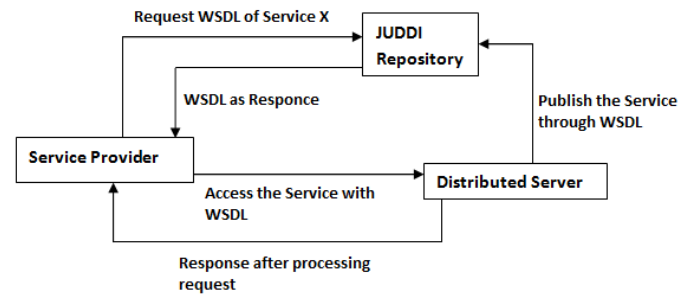 Request WSDL of Service X
JUDDI
Repository
WSDL as Responce
Publish the Service
through WSDL
Service Provider
Distributed Server
Access the Service with
WSDL
Response after processing
request